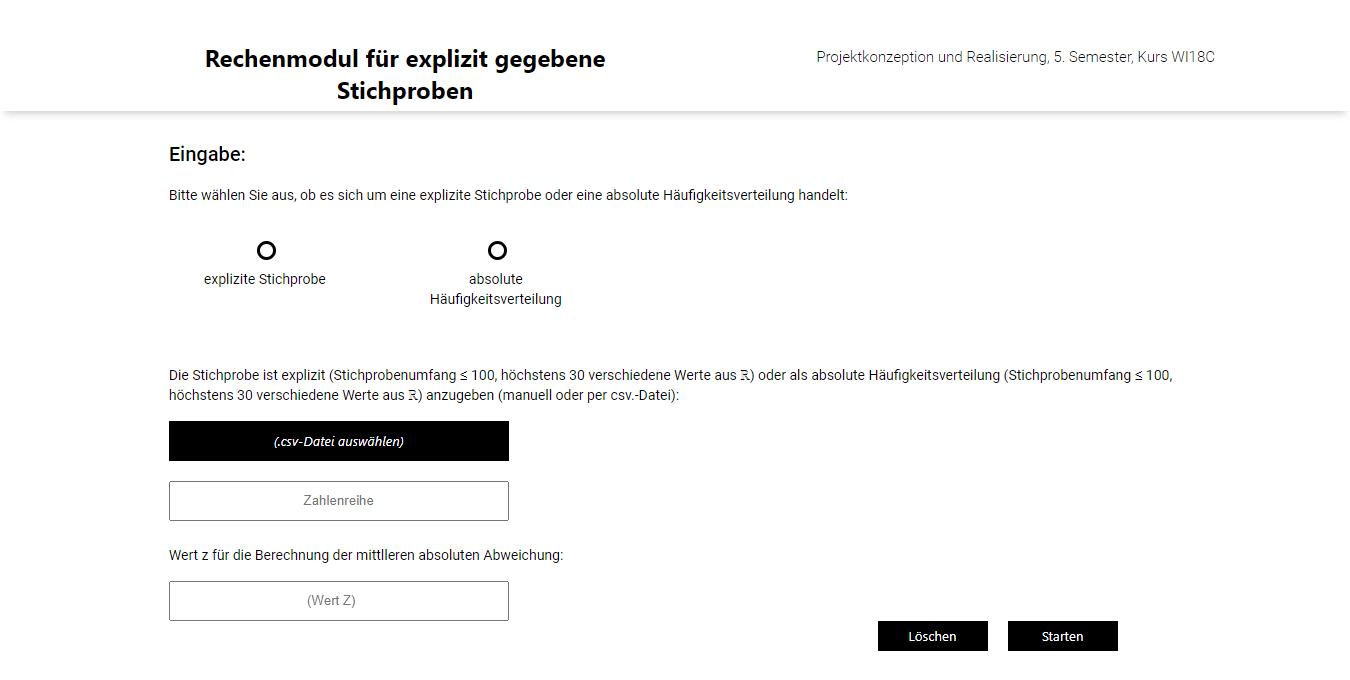 Rechenmodul für explizit gegebene
Stichproben
Projektkonzeption und Realisierung, 5. Semester, Kurs WI18C
Eingabe:
Bitte wählen Sie aus, ob es sich um eine explizite Stichprobe oder eine absolute Häufigkeitsverteilung handelt:
explizite Stichprobe
absolute
Häufigkeitsverteilung
Die Stichprobe ist explizit (Stichprobenumfang ≤ 100, höchstens 30 verschiedene Werte aus ℝ) oder als absolute Häufigkeitsverteilung (Stichprobenumfang ≤ 100,
höchstens 30 verschiedene Werte aus ℝ) anzugeben (manuell oder per csv.-Datei):
(.csv-Datei auswählen)
Zahlenreihe
Wert z für die Berechnung der mittlleren absoluten Abweichung:
(Wert Z)
Löschen
Starten